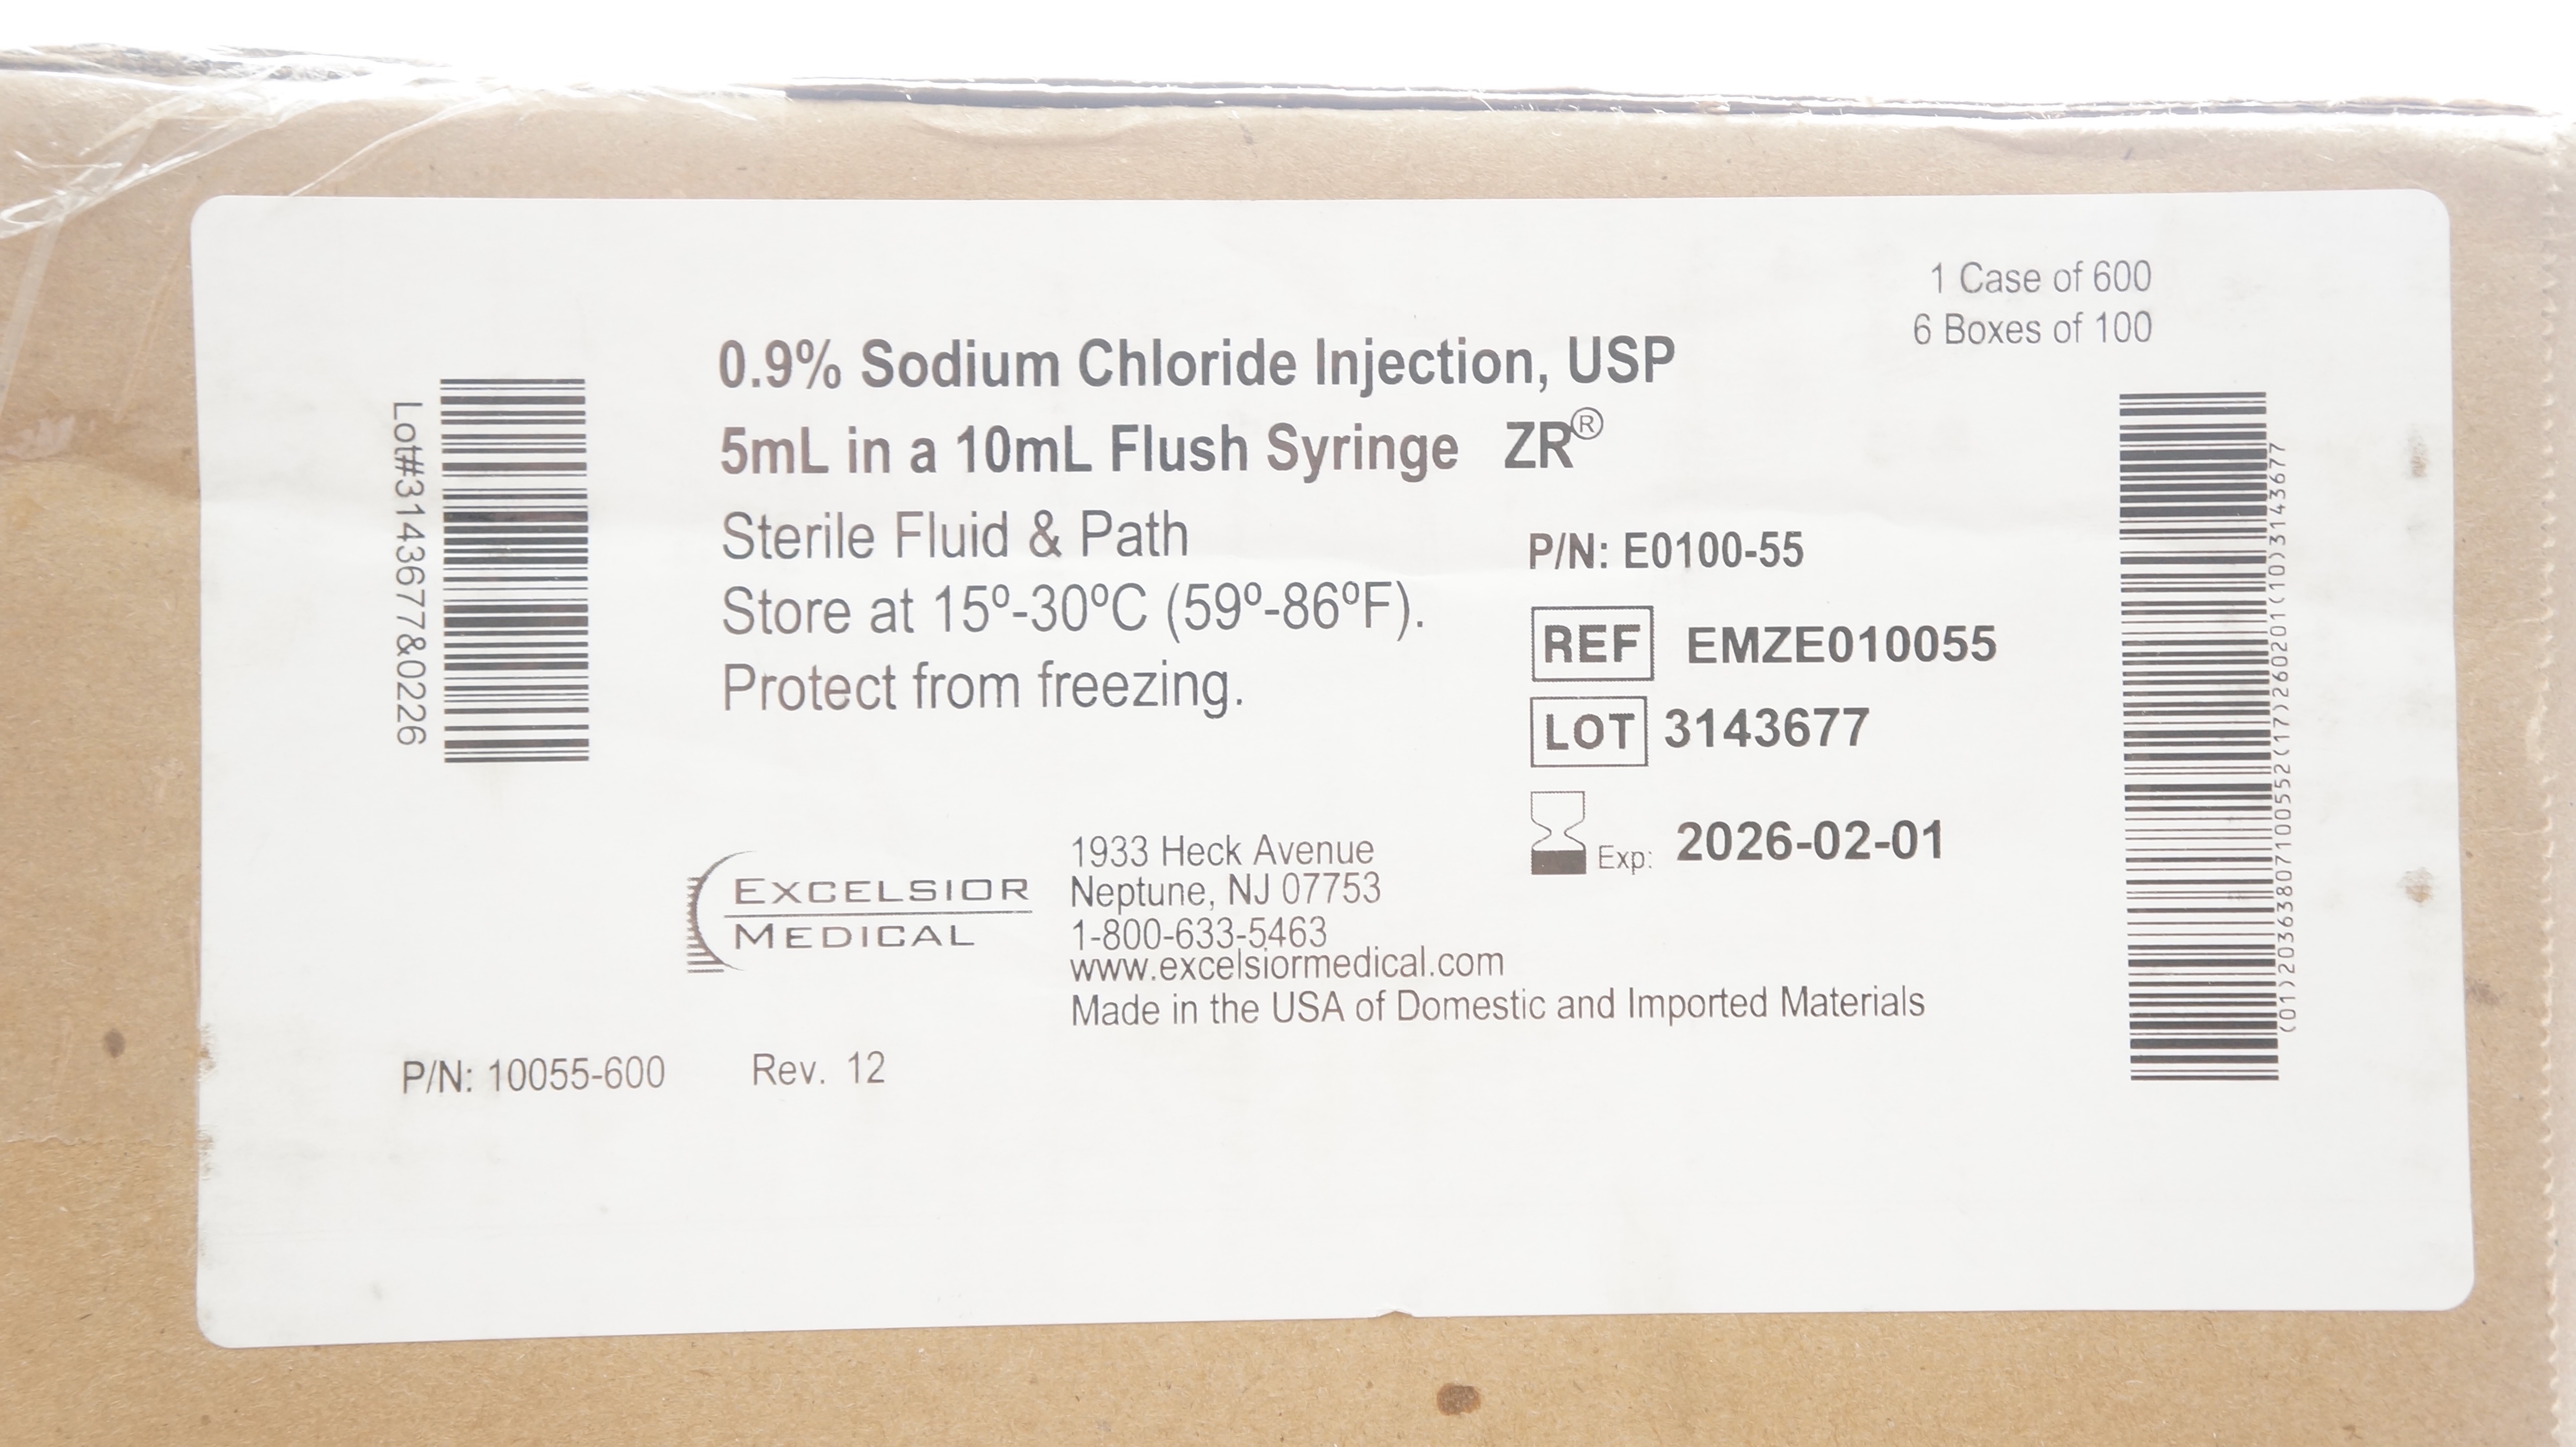 1 Case of 600
6 Boxes of 100
0.9% Sodium Chloride Injection, USP
5mL in a 10mL Flush Syringe ZR®
Sterile Fluid & Path
Store at 15º-30ºC (59º-86ºF).
Protect from freezing.
P/N: E0100-55
REF EMZE010055
LOT 3143677
Exp: 2026-02-01
Lot#3143677&0226
(01)20363807100552(17)260201(10)3143677
EXCELSIOR
MEDICAL
1933 Heck Avenue
Neptune, NJ 07753
1-800-633-5463
www.excelsiormedical.com
Made in the USA of Domestic and Imported Materials
P/N: 10055-600 Rev. 12